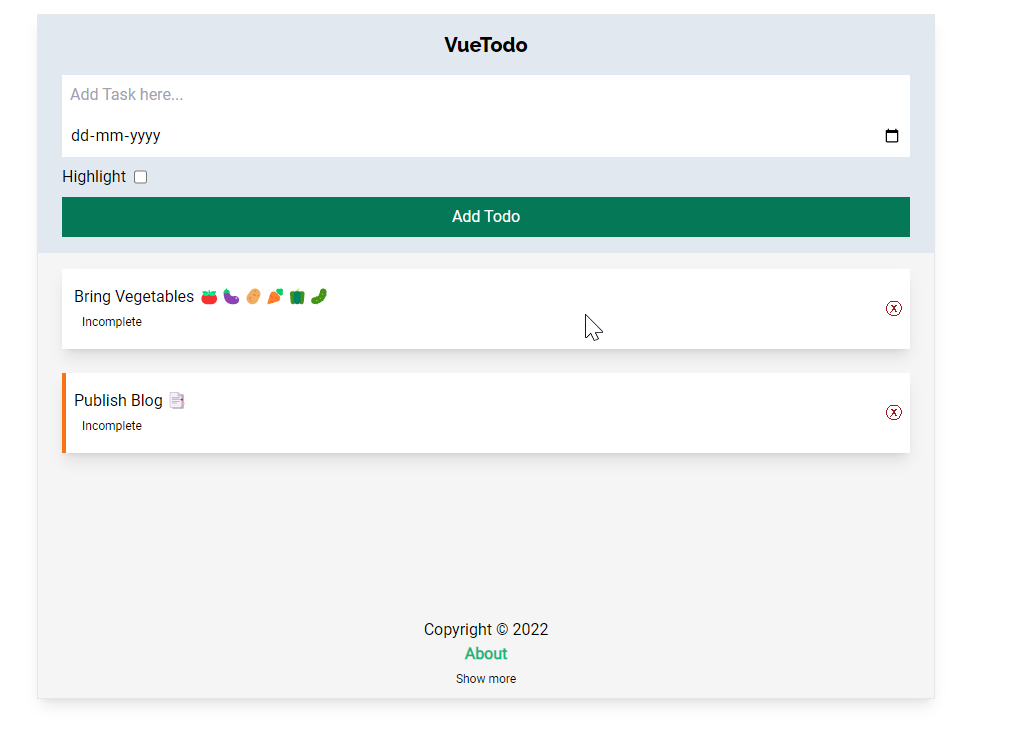 VueTodo
Add Task here...
dd-mm-yyyy
Highlight
Add Todo
Bring Vegetables 🍅 🍆 🥔 🥕 🫑 🥒
Incomplete
ⓧ
Publish Blog 📑
Incomplete
ⓧ
Copyright © 2022
About
Show more